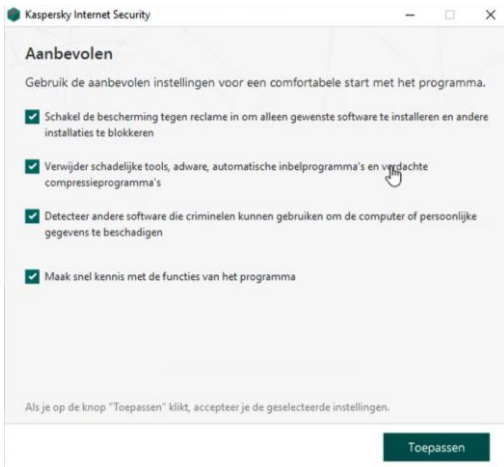 Kaspersky Internet Security
Aanbevolen
Gebruik de aanbevolen instellingen voor een comfortabele start met het programma.
Schakel de bescherming tegen reclame in om alleen gewenste software te installeren en andere
installaties te blokkeren
Verwijder schadelijke tools, adware, automatische inbelprogramma's en verdachte
compressieprogramma's
Detecteer andere software die criminelen kunnen gebruiken om de computer of persoonlijke
gegevens te beschadigen
Maak snel kennis met de functies van het programma
Als je op de knop "Toepassen" klikt, accepteer je de geselecteerde instellingen.
Toepassen